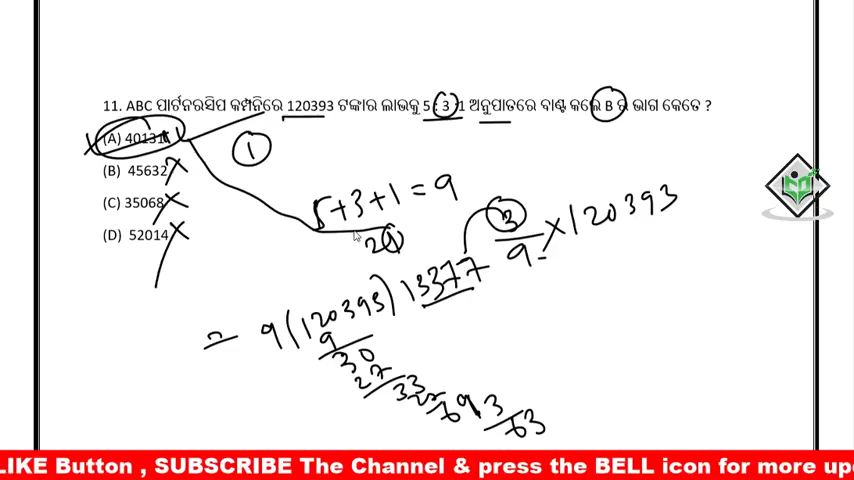 11. ABC ପାର୍ଟନରସିପ କମ୍ପାନିରେ 120393 ଟଙ୍କାର ଲାଭକୁ 5 : 3 :1 ଅନୁପାତରେ ବାଣ୍ଟ କଲେ B ର ଭାଗ କେତେ ?
(A) 40131
(B) 45632
(C) 35068
(D) 52014
1
5+3+1=9
3/9 × 120393
= 9(120393)13377
9
30
27
33
27
69
63
LIKE Button , SUBSCRIBE The Channel & press the BELL icon for more up